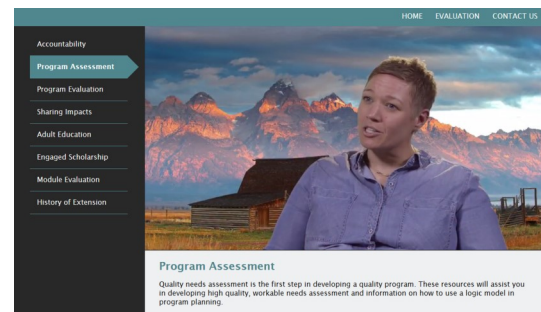 HOME EVALUATION CONTACT US
Accountability
Program Assessment
Program Evaluation
Sharing Impacts
Adult Education
Engaged Scholarship
Module Evaluation
History of Extension
Program Assessment
Quality needs assessment is the first step in developing a quality program. These resources will assist you
in developing high quality, workable needs assessment and information on how to use a logic model in
program planning.